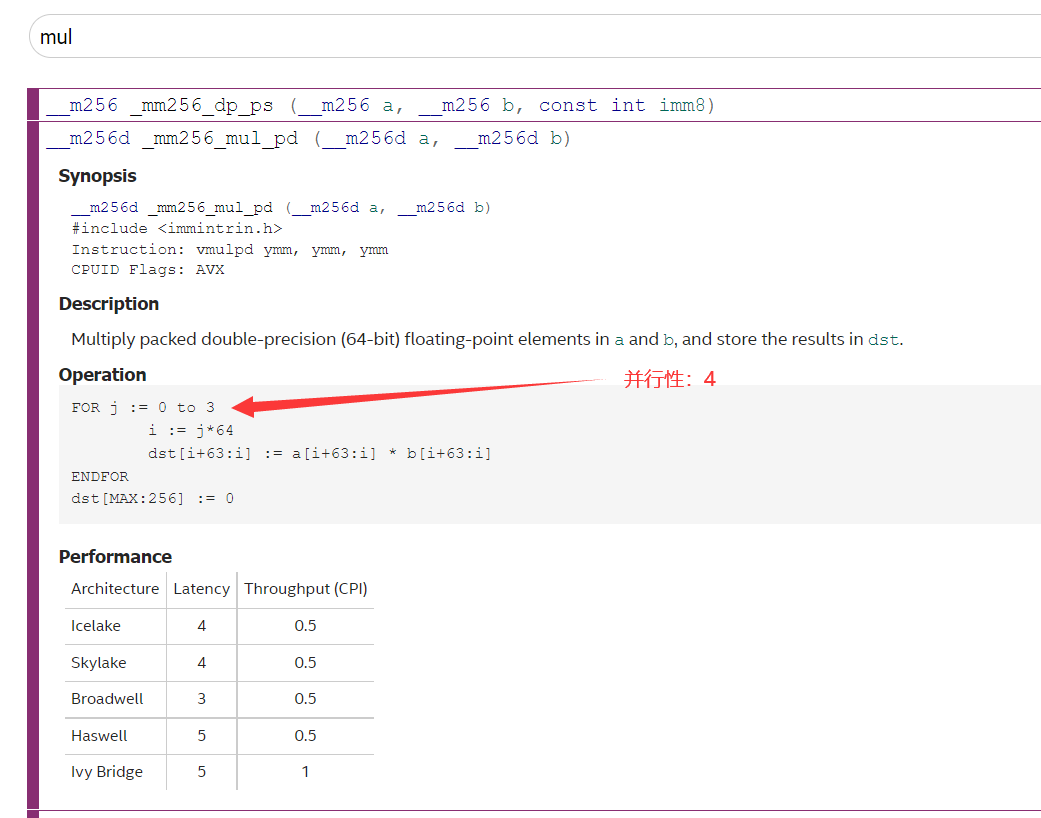 mul
__m256 _mm256_dp_ps (__m256 a, __m256 b, const int imm8)
__m256d _mm256_mul_pd (__m256d a, __m256d b)
Synopsis
__m256d _mm256_mul_pd (__m256d a, __m256d b)
#include <immintrin.h>
Instruction: vmulpd ymm, ymm, ymm
CPUID Flags: AVX
Description
Multiply packed double-precision (64-bit) floating-point elements in a and b, and store the results in dst.
Operation
并行性：4
FOR j := 0 to 3
i := j*64
dst[i+63:i] := a[i+63:i] * b[i+63:i]
ENDFOR
dst[MAX:256] := 0
Performance
Architecture Latency Throughput (CPI)
Icelake 4 0.5
Skylake 4 0.5
Broadwell 3 0.5
Haswell 5 0.5
Ivy Bridge 5 1